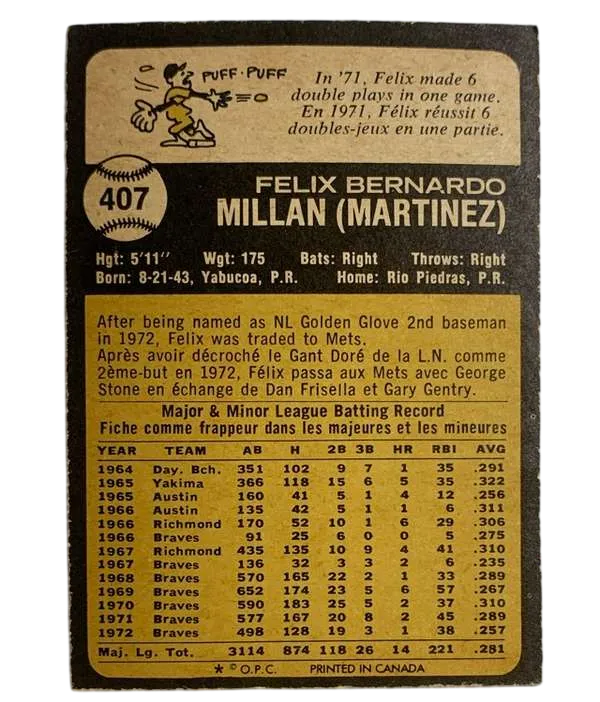 PUFF-PUFF
In '71, Felix made 6
double plays in one game.
En 1971, Félix réussit 6
doubles-jeux en une partie.
407
FELIX BERNARDO
MILLAN (MARTINEZ)
Hgt: 5'11" Wgt: 175 Bats: Right Throws: Right
Born: 8-21-43, Yabucoa, P.R. Home: Rio Piedras, P.R.
After being named as NL Golden Glove 2nd baseman
in 1972, Felix was traded to Mets.
Après avoir décroché le Gant Doré de la L.N. comme
2ème-but en 1972, Félix passa aux Mets avec George
Stone en échange de Dan Frisella et Gary Gentry.
Major & Minor League Batting Record
Fiche comme frappeur dans les majeures et les mineures
YEAR TEAM AB H 2B 3B HR RBI AVG
1964 Day. Bch. 351 102 9 7 1 35 .291
1965 Yakima 366 118 15 6 5 35 .322
1965 Austin 160 41 5 1 4 12 .256
1966 Austin 135 42 5 1 1 6 .311
1966 Richmond 170 52 10 1 6 29 .306
1966 Braves 91 25 6 0 0 5 .275
1967 Richmond 435 135 10 9 4 41 .310
1967 Braves 136 32 3 3 2 6 .235
1968 Braves 570 165 22 2 1 33 .289
1969 Braves 652 174 23 5 6 57 .267
1970 Braves 590 183 25 5 2 37 .310
1971 Braves 577 167 20 8 2 45 .289
1972 Braves 498 128 19 3 1 38 .257
Maj. Lg. Tot. 3114 874 118 26 14 221 .281
* © O.P.C. PRINTED IN CANADA